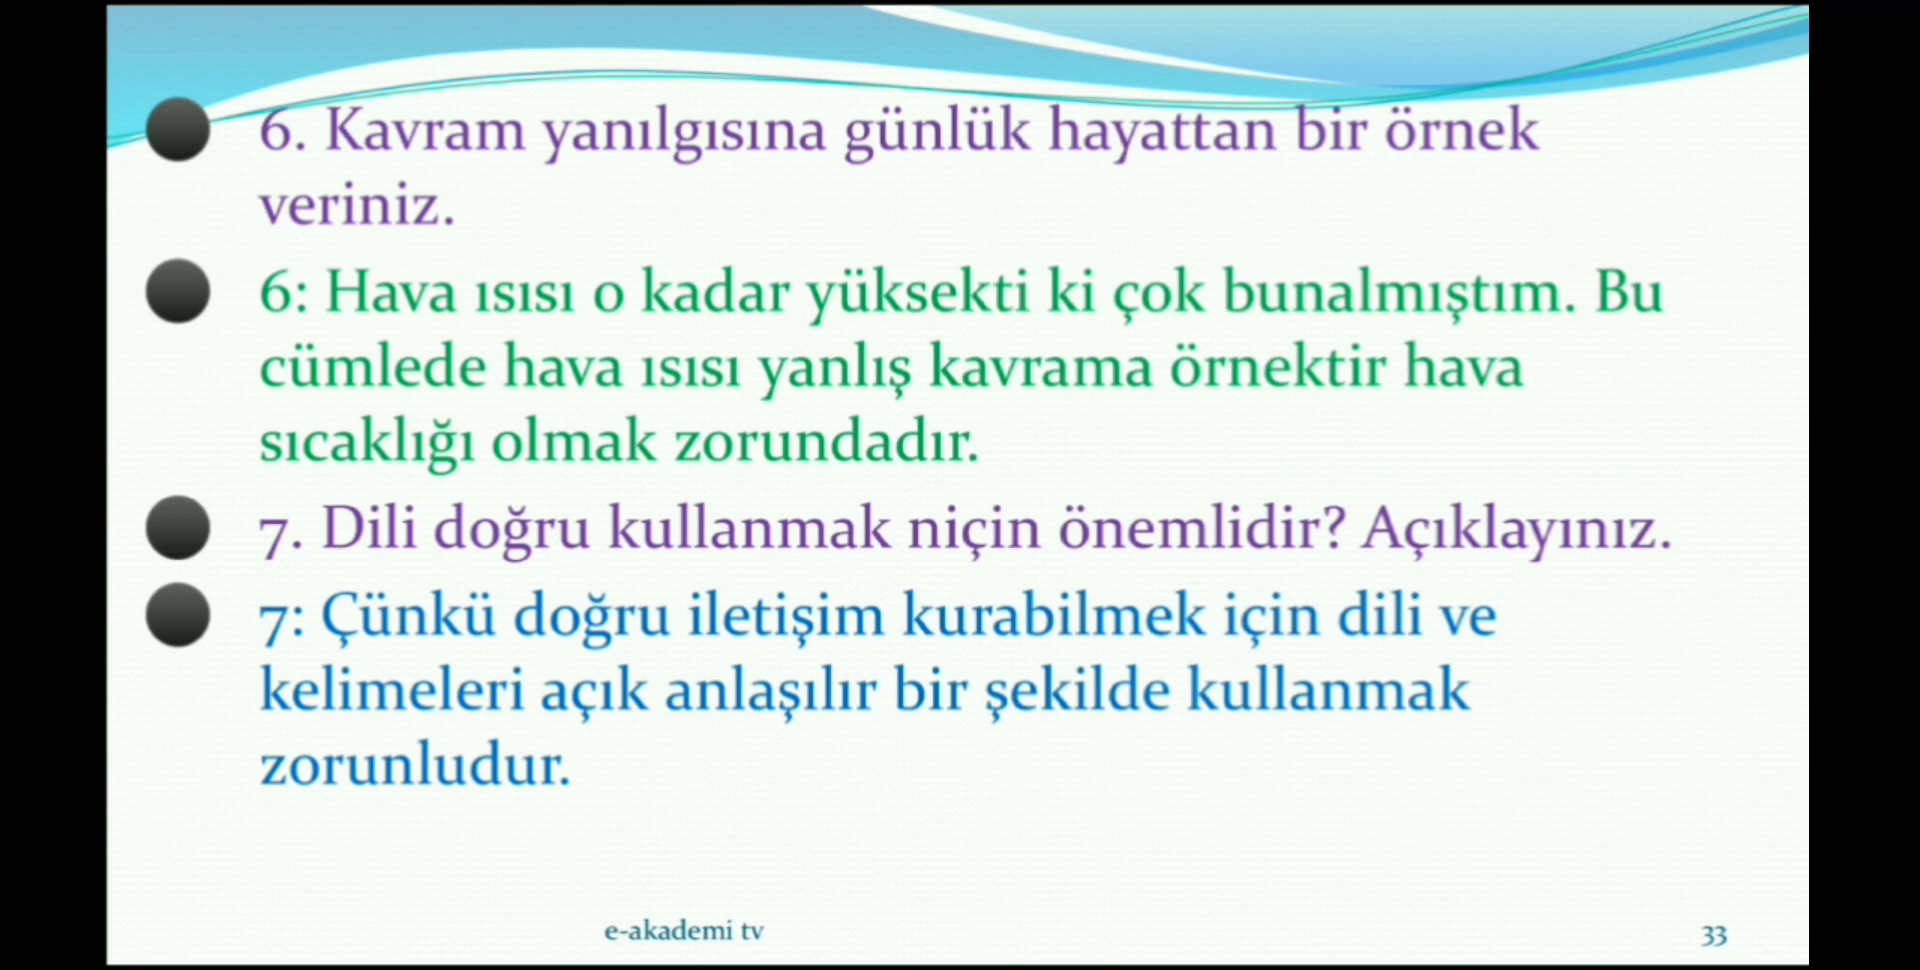 6. Kavram yanılgısına günlük hayattan bir örnek
veriniz.
6: Hava ısısı o kadar yüksekti ki çok bunalmıştım. Bu
cümlede hava ısısı yanlış kavrama örnektir hava
sıcaklığı olmak zorundadır.
7. Dili doğru kullanmak niçin önemlidir? Açıklayınız.
7: Çünkü doğru iletişim kurabilmek için dili ve
kelimeleri açık anlaşılır bir şekilde kullanmak
zorunludur.
e-akademi tv
33